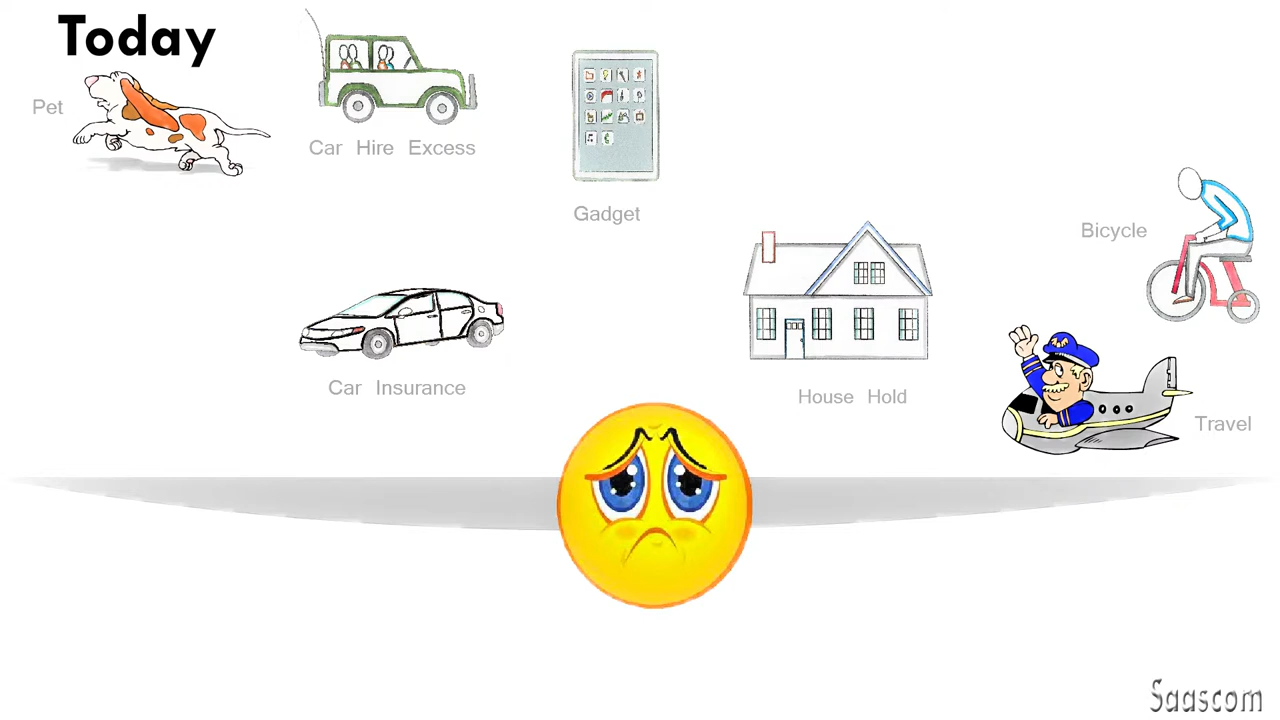 Today
Pet
Car Hire Excess
Gadget
Bicycle
Car Insurance
House Hold
Travel
Saascom